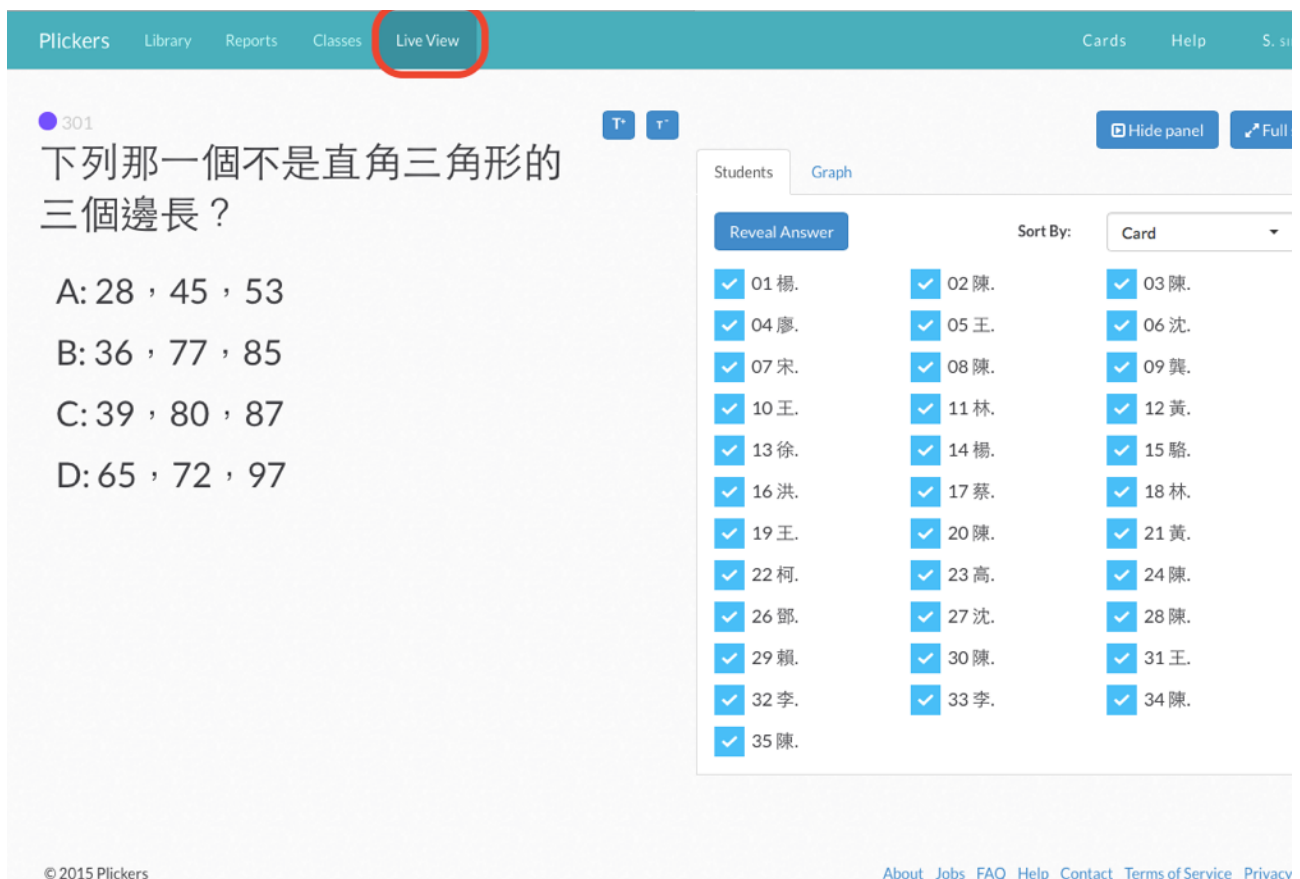 Plickers Library Reports Classes Live View Cards Help S.
301
T+ T-
Hide panel Full
下列那一個不是直角三角形的
三個邊長？
A: 28，45，53
B: 36，77，85
C: 39，80，87
D: 65，72，97
Students Graph
Reveal Answer Sort By: Card
01 楊. 02 陳. 03 陳.
04 廖. 05 王. 06 沈.
07 宋. 08 陳. 09 龔.
10 王. 11 林. 12 黃.
13 徐. 14 楊. 15 駱.
16 洪. 17 蔡. 18 林.
19 王. 20 陳. 21 黃.
22 柯. 23 高. 24 陳.
26 鄧. 27 沈. 28 陳.
29 賴. 30 陳. 31 王.
32 李. 33 李. 34 陳.
35 陳.
© 2015 Plickers About Jobs FAQ Help Contact Terms of Service Privacy